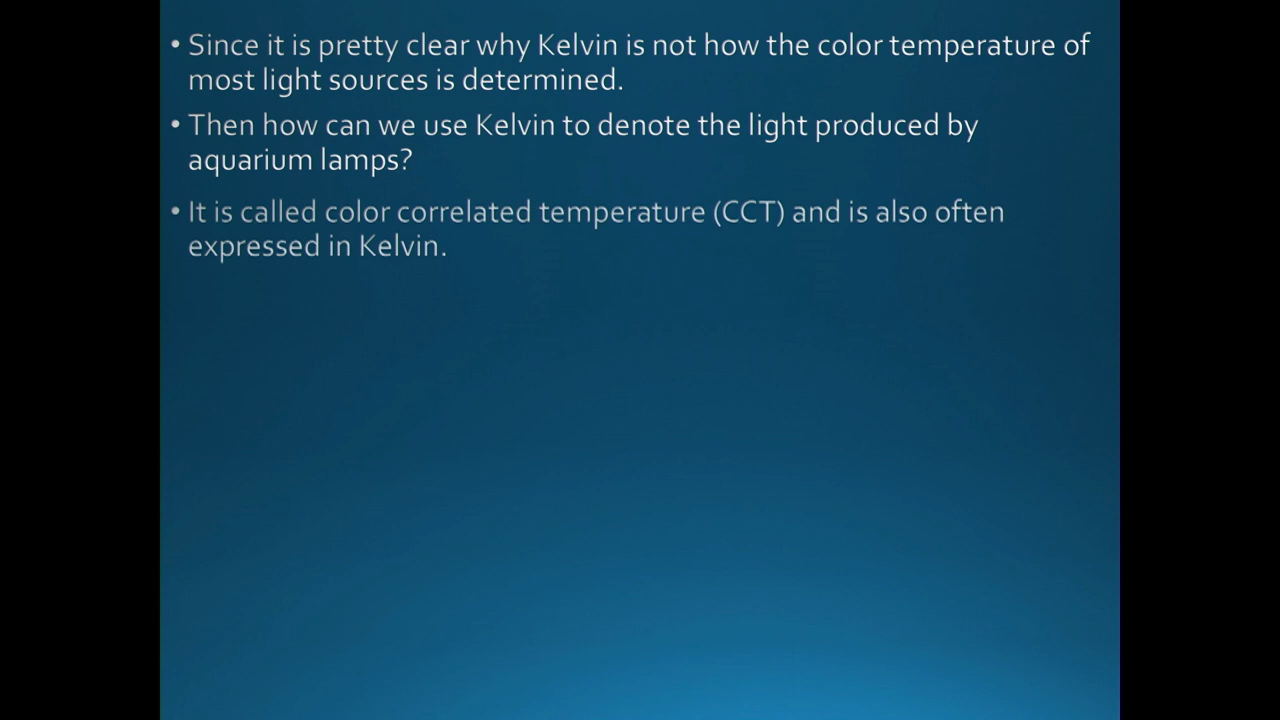 • Since it is pretty clear why Kelvin is not how the color temperature of
most light sources is determined.
• Then how can we use Kelvin to denote the light produced by
aquarium lamps?
• It is called color correlated temperature (CCT) and is also often
expressed in Kelvin.